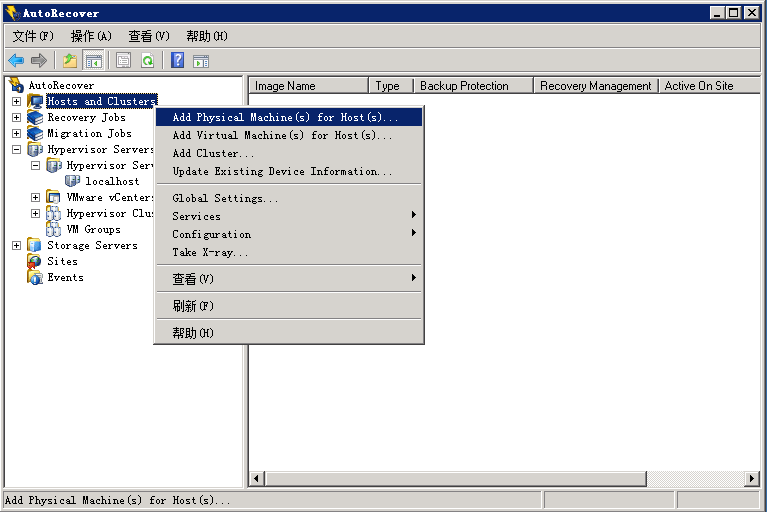 AutoRecover
文件(F) 操作(A) 查看(V) 帮助(H)
AutoRecover
Hosts and Clusters
Recovery Jobs
Migration Jobs
Hypervisor Servers
Hypervisor Serv
localhost
VMware vCenters
Hypervisor Clus
VM Groups
Storage Servers
Sites
Events
Image Name Type Backup Protection Recovery Management Active On Site
Add Physical Machine(s) for Host(s)...
Add Virtual Machine(s) for Host(s)...
Add Cluster...
Update Existing Device Information...
Global Settings...
Services
Configuration
Take X-ray...
查看(V)
刷新(F)
帮助(H)
Add Physical Machine(s) for Host(s)...